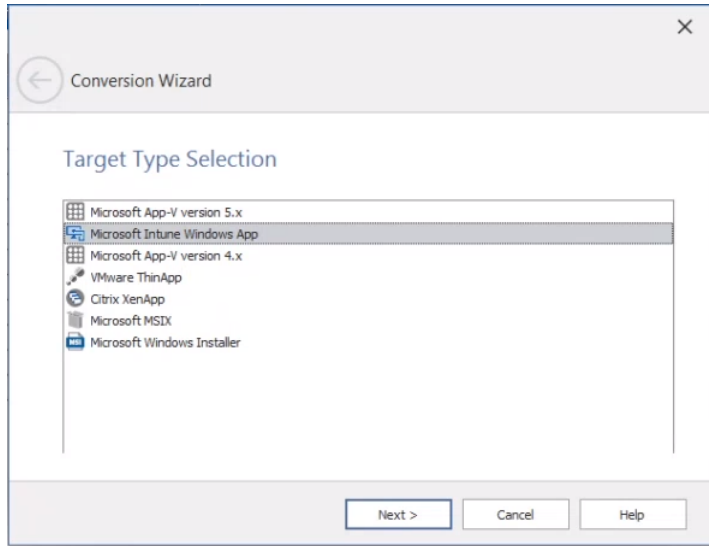 Conversion Wizard
Target Type Selection
Microsoft App-V version 5.x
Microsoft Intune Windows App
Microsoft App-V version 4.x
VMware ThinApp
Citrix XenApp
Microsoft MSIX
MSI Microsoft Windows Installer
Next >
Cancel
Help